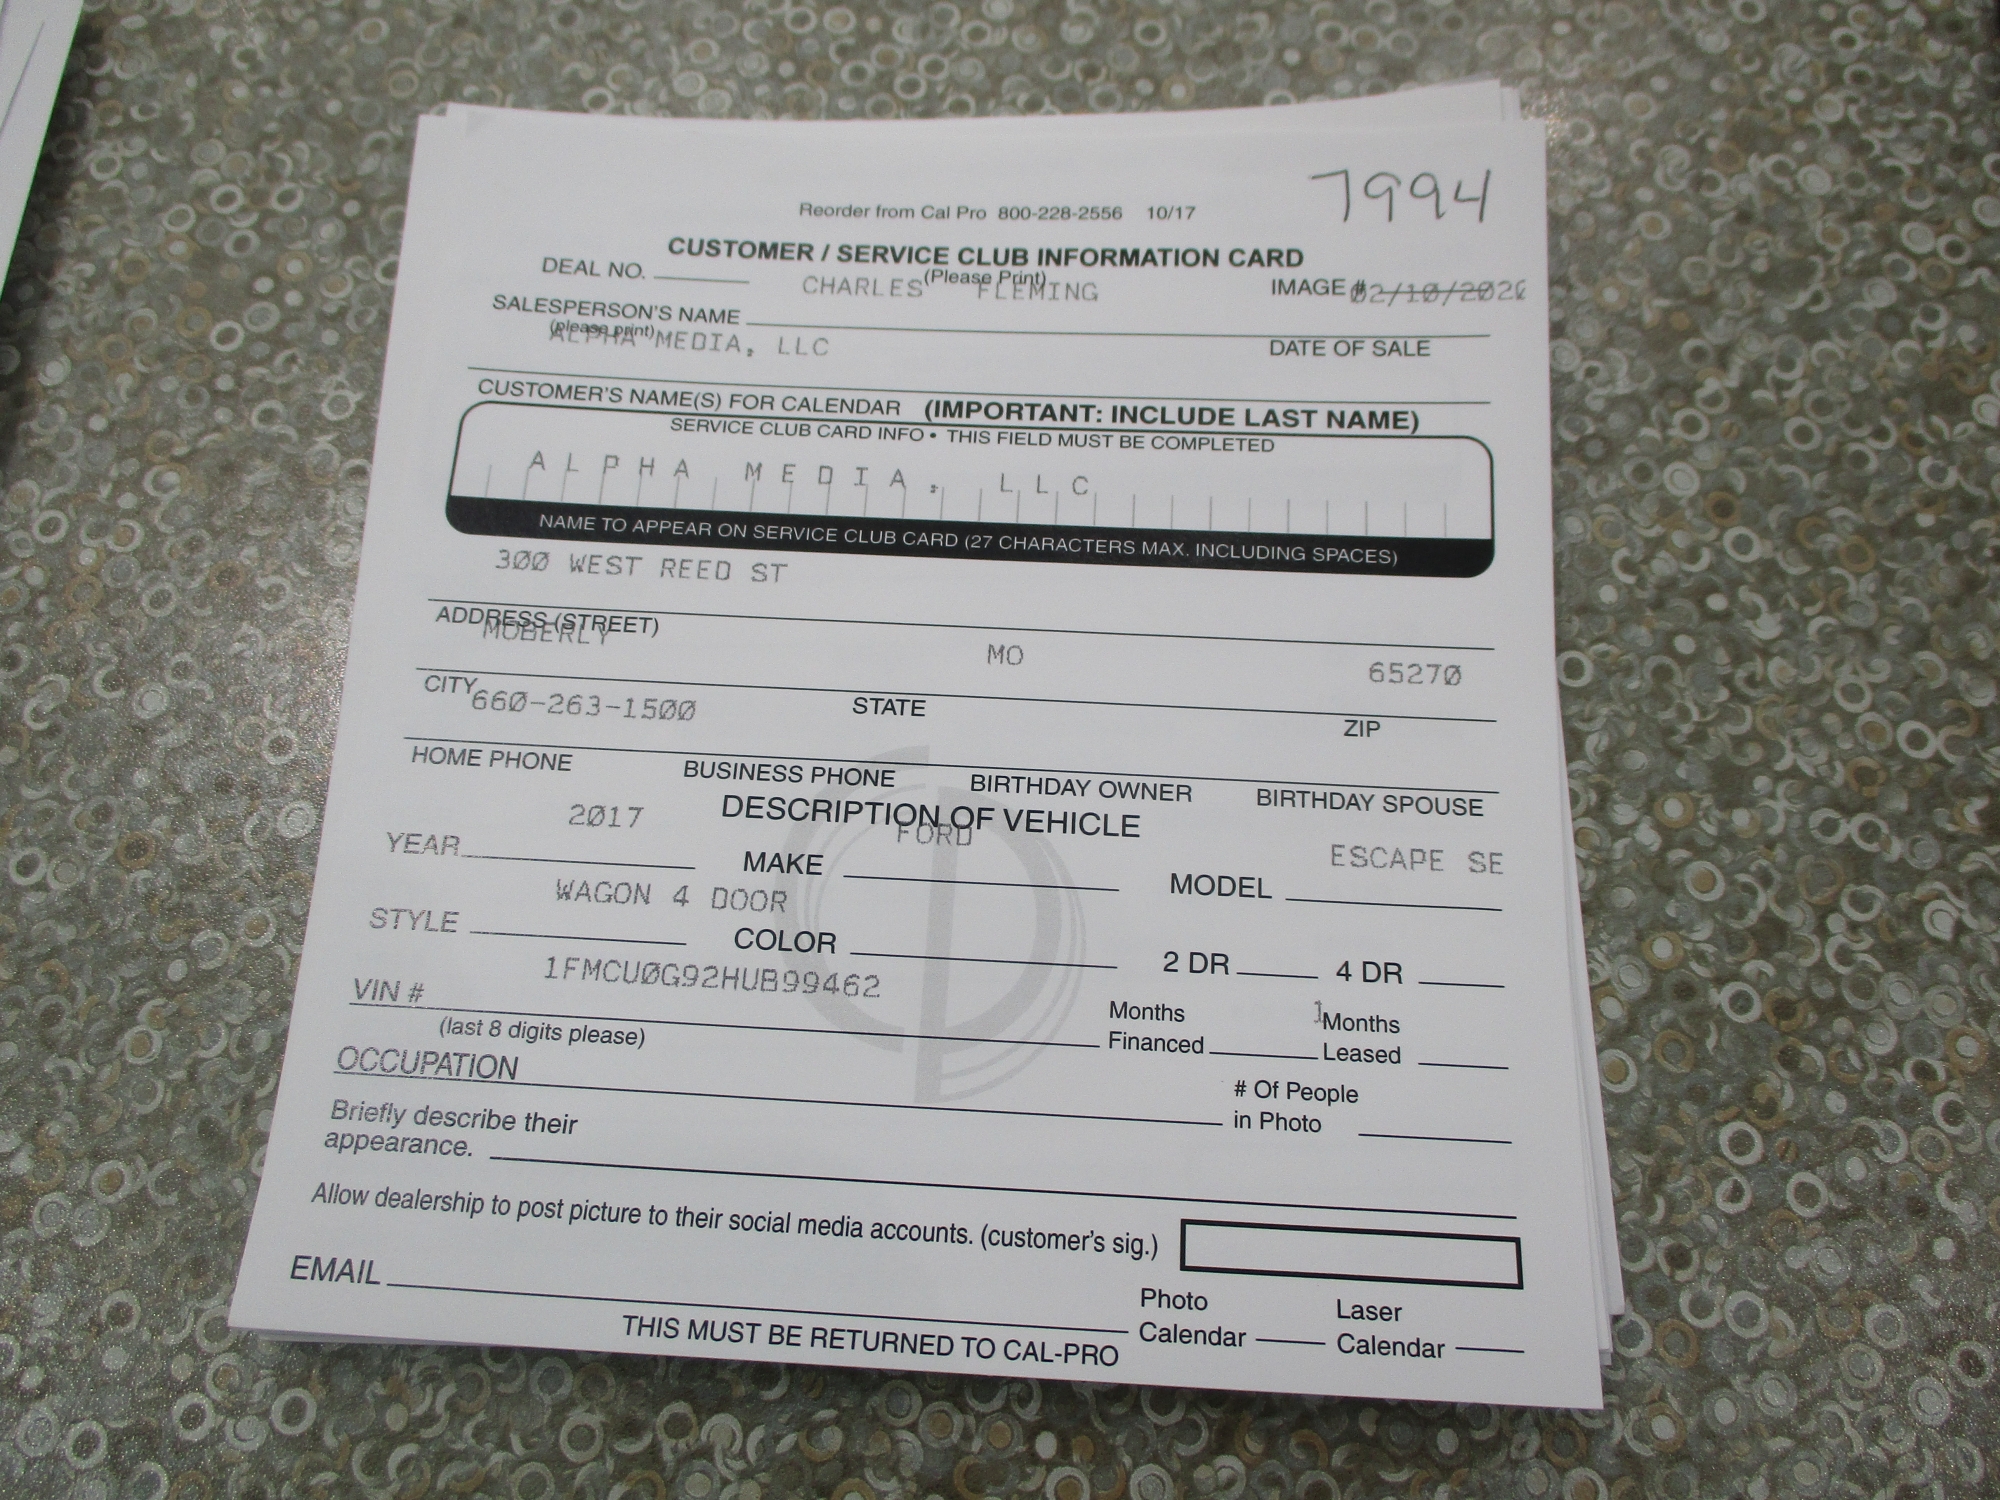 7994
Reorder from Cal Pro 800-228-2556 10/17
CUSTOMER / SERVICE CLUB INFORMATION CARD
(Please Print)
DEAL NO.
CHARLES FLEMING
IMAGE #
02/10/2020
SALESPERSON'S NAME
(please print)
ALPHA MEDIA, LLC
DATE OF SALE
CUSTOMER'S NAME(S) FOR CALENDAR (IMPORTANT: INCLUDE LAST NAME)
SERVICE CLUB CARD INFO • THIS FIELD MUST BE COMPLETED
ALPHA MEDIA, LLC
NAME TO APPEAR ON SERVICE CLUB CARD (27 CHARACTERS MAX. INCLUDING SPACES)
300 WEST REED ST
ADDRESS (STREET)
MOBERLY MO 65270
CITY STATE ZIP
660-263-1500
HOME PHONE BUSINESS PHONE BIRTHDAY OWNER BIRTHDAY SPOUSE
DESCRIPTION OF VEHICLE
2017 FORD ESCAPE SE
YEAR MAKE MODEL
WAGON 4 DOOR
STYLE COLOR 2 DR 4 DR
1FMCU0G92HUB99462
VIN #
(last 8 digits please)
Months Financed
1
Months Leased
OCCUPATION
# Of People in Photo
Briefly describe their
appearance.
Allow dealership to post picture to their social media accounts. (customer's sig.)
EMAIL
Photo Calendar
Laser Calendar
THIS MUST BE RETURNED TO CAL-PRO